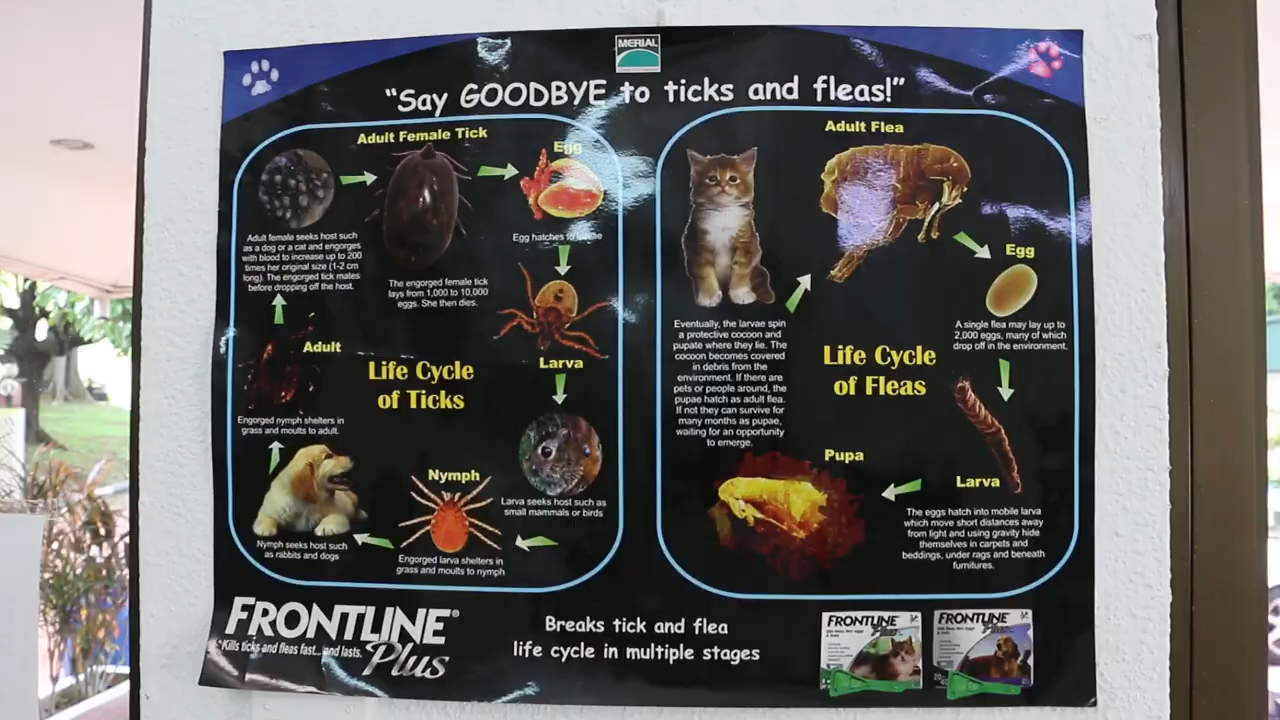 MERIAL
“Say GOODBYE to ticks and fleas!”
Adult Female Tick
Egg
Adult female seeks host such
as a dog or a cat and engorges
with blood to increase up to 200
times her original size (1-2 cm
long). The engorged tick mates
before dropping off the host.
The engorged female tick
lays from 1,000 to 10,000
eggs. She then dies.
Egg hatches to
Larva
Larva seeks host such as
small mammals or birds
Nymph
Engorged larva shelters in
grass and moults to nymph
Nymph seeks host such
as rabbits and dogs
Adult
Engorged nymph shelters in
grass and moults to adult.
Life Cycle
of Ticks
Adult Flea
Egg
A single flea may lay up to
2,000 eggs, many of which
drop off in the environment.
Larva
The eggs hatch into mobile larva
which move short distances away
from light and using gravity hide
themselves in carpets and
beddings, under rags and beneath
furnitures.
Pupa
Eventually, the larvae spin
a protective cocoon and
pupate where they lie. The
cocoon becomes covered
in debris from the
environment. If there are
pets or people around, the
pupae hatch as adult flea.
If not they can survive for
many months as pupae,
waiting for an opportunity
to emerge.
Life Cycle
of Fleas
FRONTLINE®
Plus
“Kills ticks and fleas fast...and lasts.
Breaks tick and flea
life cycle in multiple stages
FRONTLINE
Plus
FRONTLINE
Plus